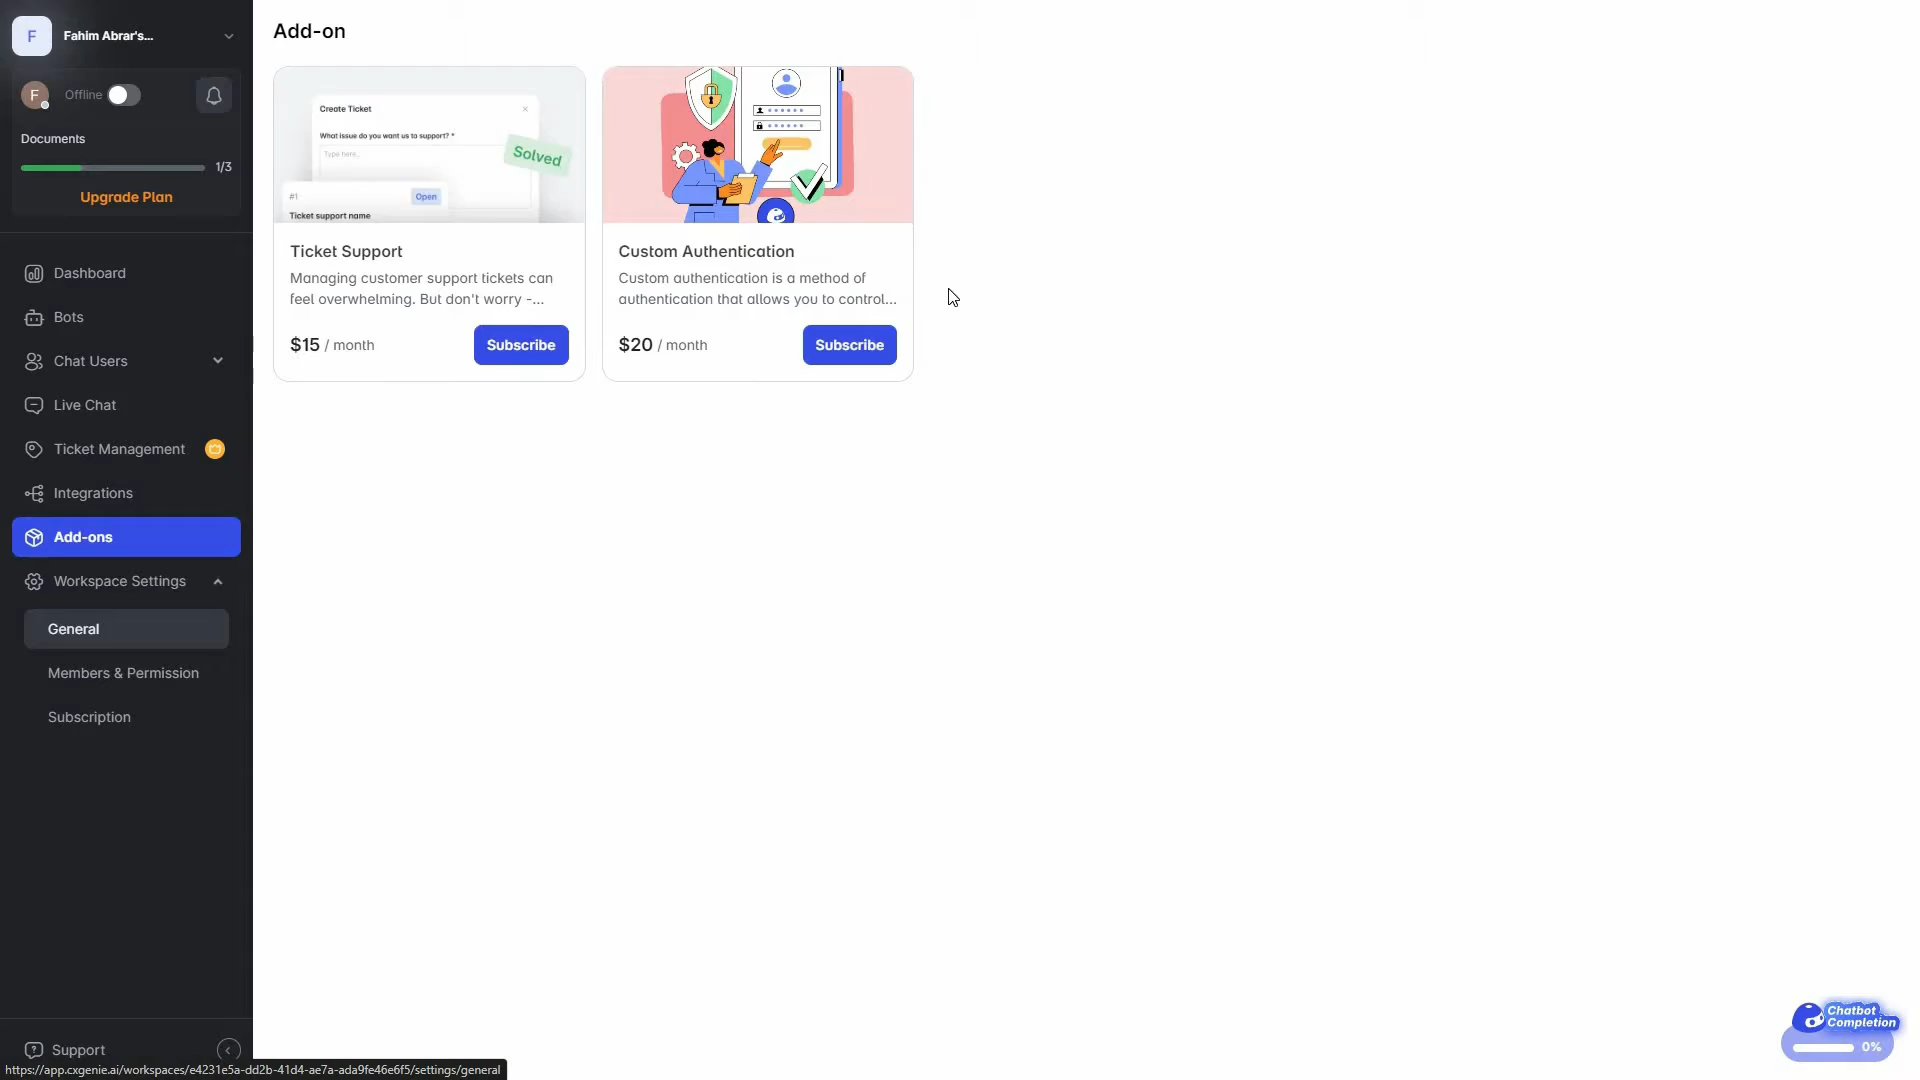 F
Fahim Abrar's...
F
Offline
Documents
1/3
Upgrade Plan
Dashboard
Bots
Chat Users
Live Chat
Ticket Management
Integrations
Add-ons
Workspace Settings
General
Members & Permission
Subscription
Support
https://app.cxgenie.ai/workspaces/e4231e5a-dd2b-41d4-ae7a-ada9fe46e6f5/settings/general
Add-on
Create Ticket
What issue do you want us to support? *
Type here...
Solved
#1
Open
Ticket support name
Ticket Support
Managing customer support tickets can
feel overwhelming. But don't worry -...
$15 / month
Subscribe
Custom Authentication
Custom authentication is a method of
authentication that allows you to control...
$20 / month
Subscribe
Chatbot
Completion
0%